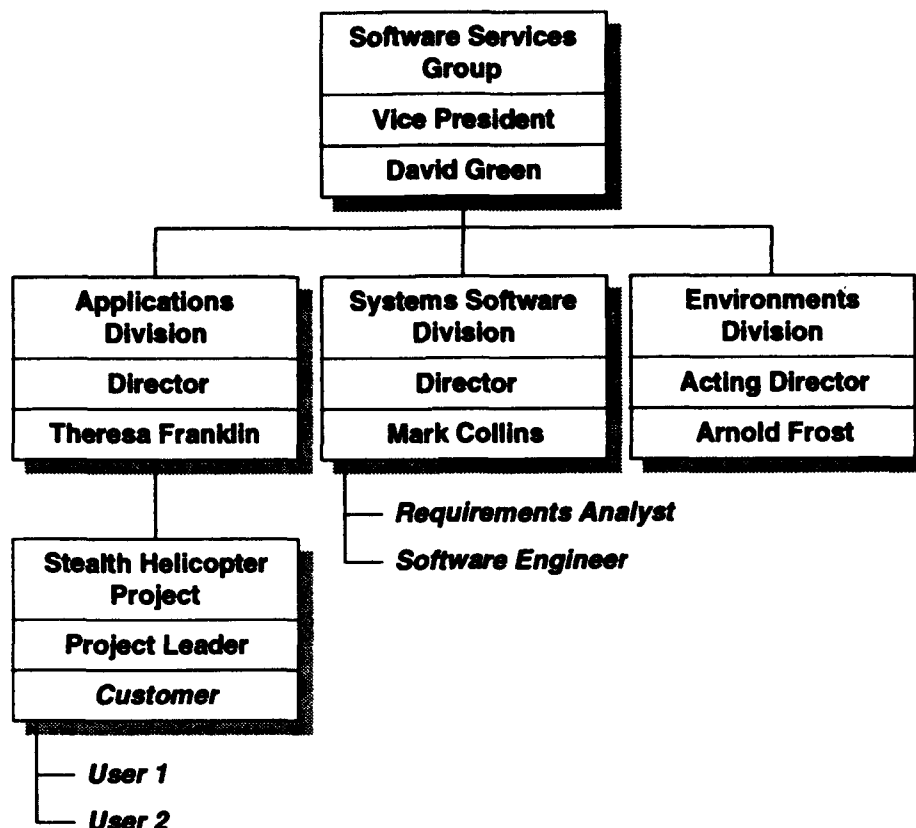 Software Services
Group
Vice President
David Green
Applications
Division
Director
Theresa Franklin
Systems Software
Division
Director
Mark Collins
Environments
Division
Acting Director
Arnold Frost
Requirements Analyst
Software Engineer
Stealth Helicopter
Project
Project Leader
Customer
User 1
User 2